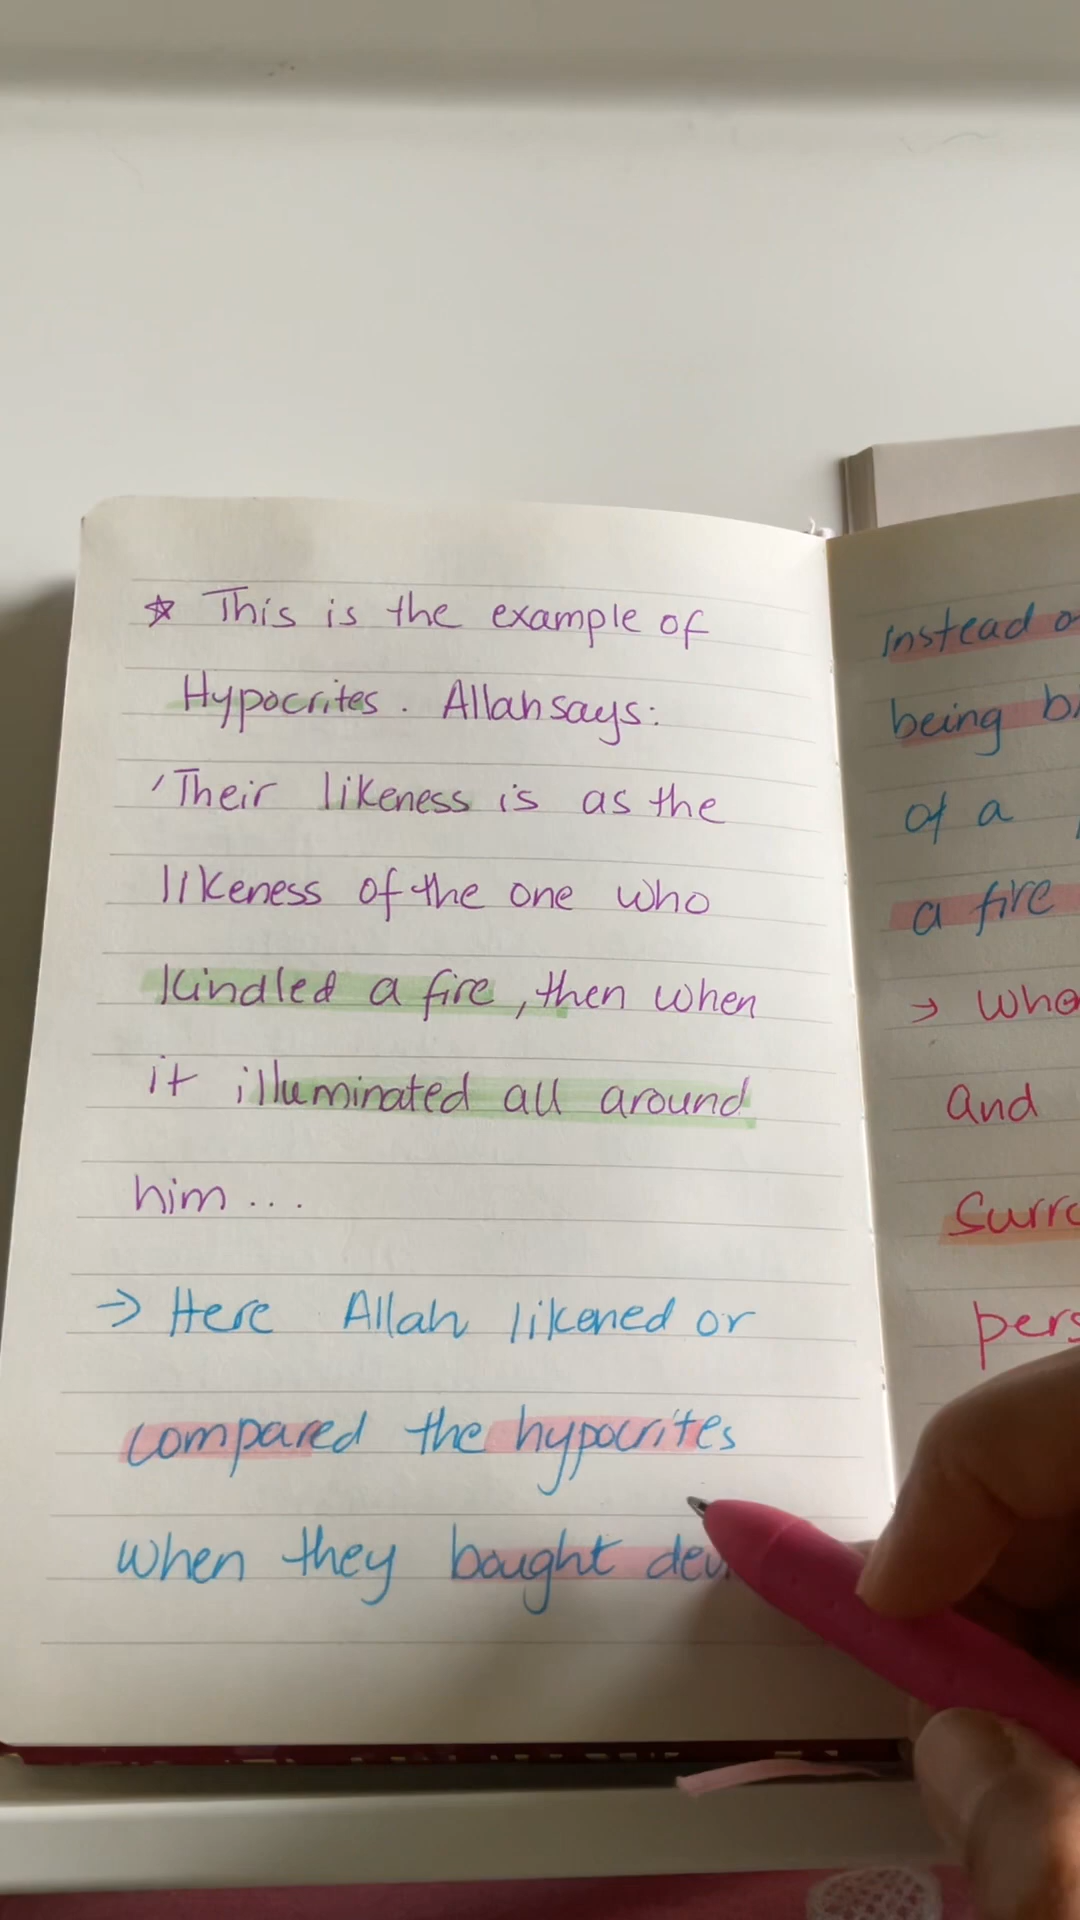 ☆ This is the example of
Hypocrites. Allah says:
'Their likeness is as the
likeness of the one who
kindled a fire, then when
it illuminated all around
him...
→ Here Allah likened or
compared the hypocrites
when they bought
instead
being
of a
a fire
→
and